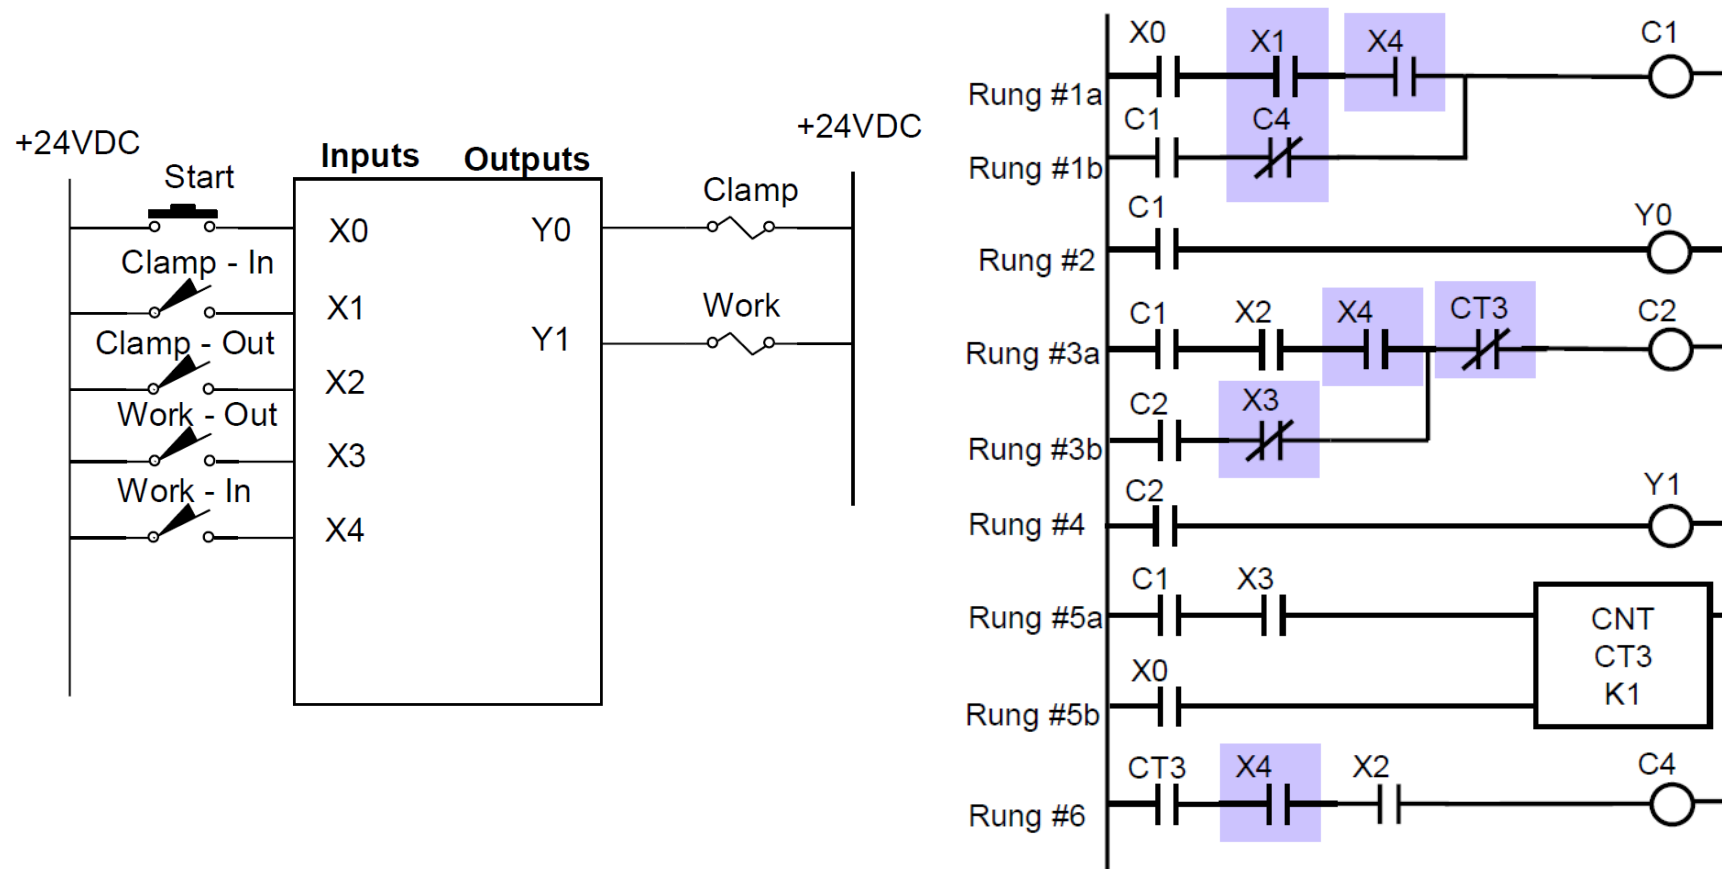 +24VDC
Start
Clamp - In
Clamp - Out
Work - Out
Work - In
Inputs Outputs
X0 Y0
X1
Y1
X2
X3
X4
+24VDC
Clamp
Work
X0 X1 X4 C1
Rung #1a
C1 C4
Rung #1b
C1 Y0
Rung #2
C1 X2 X4 CT3 C2
Rung #3a
C2 X3
Rung #3b
C2 Y1
Rung #4
C1 X3
Rung #5a
CNT
CT3
K1
X0
Rung #5b
CT3 X4 X2 C4
Rung #6